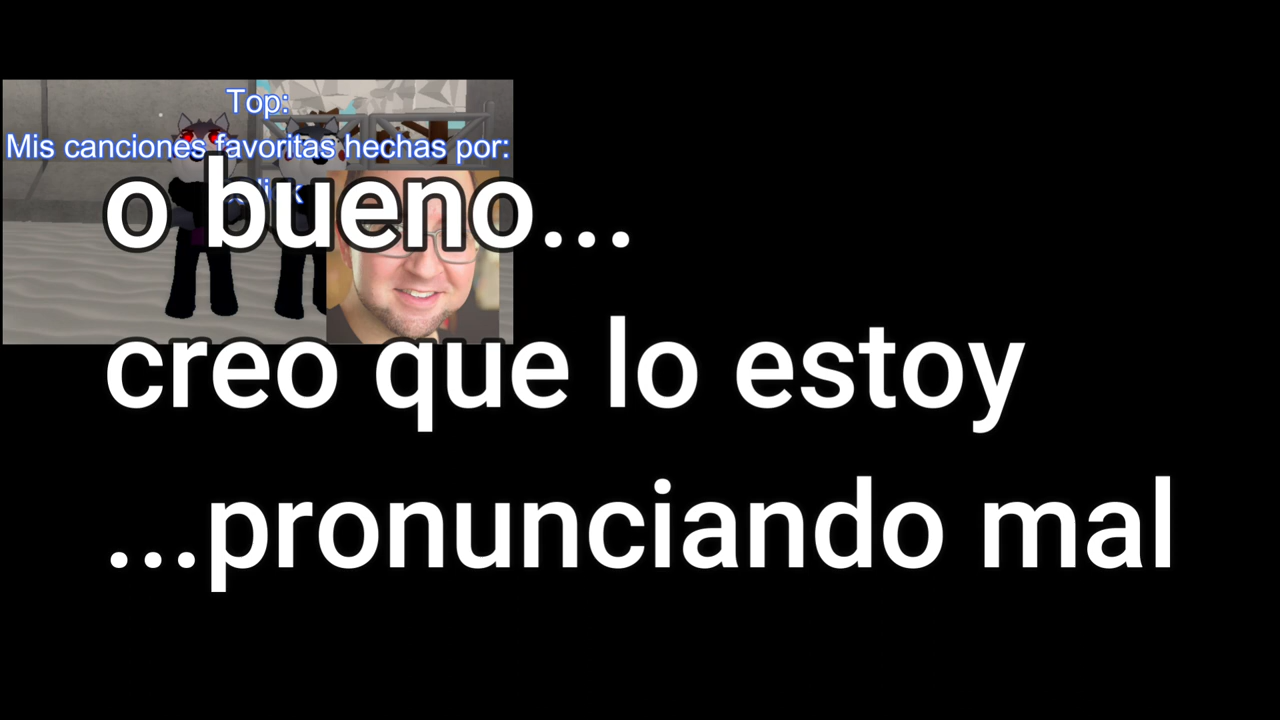 Top:
Mis canciones favoritas hechas por:
o bueno...
creo que lo estoy
...pronunciando mal